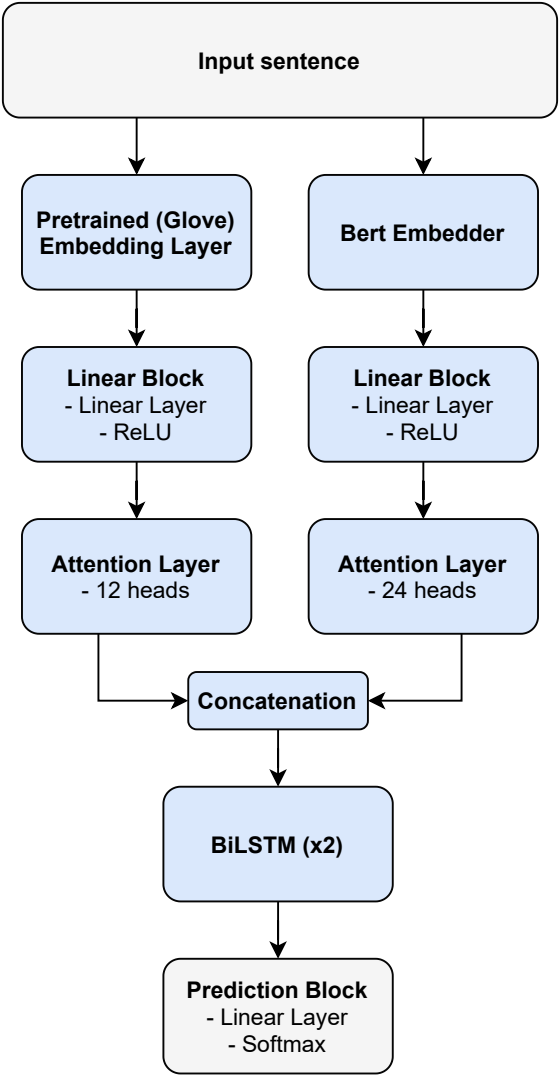 Input sentence
Pretrained (Glove)
Embedding Layer
Bert Embedder
Linear Block
- Linear Layer
- ReLU
Linear Block
- Linear Layer
- ReLU
Attention Layer
- 12 heads
Attention Layer
- 24 heads
Concatenation
BiLSTM (x2)
Prediction Block
- Linear Layer
- Softmax